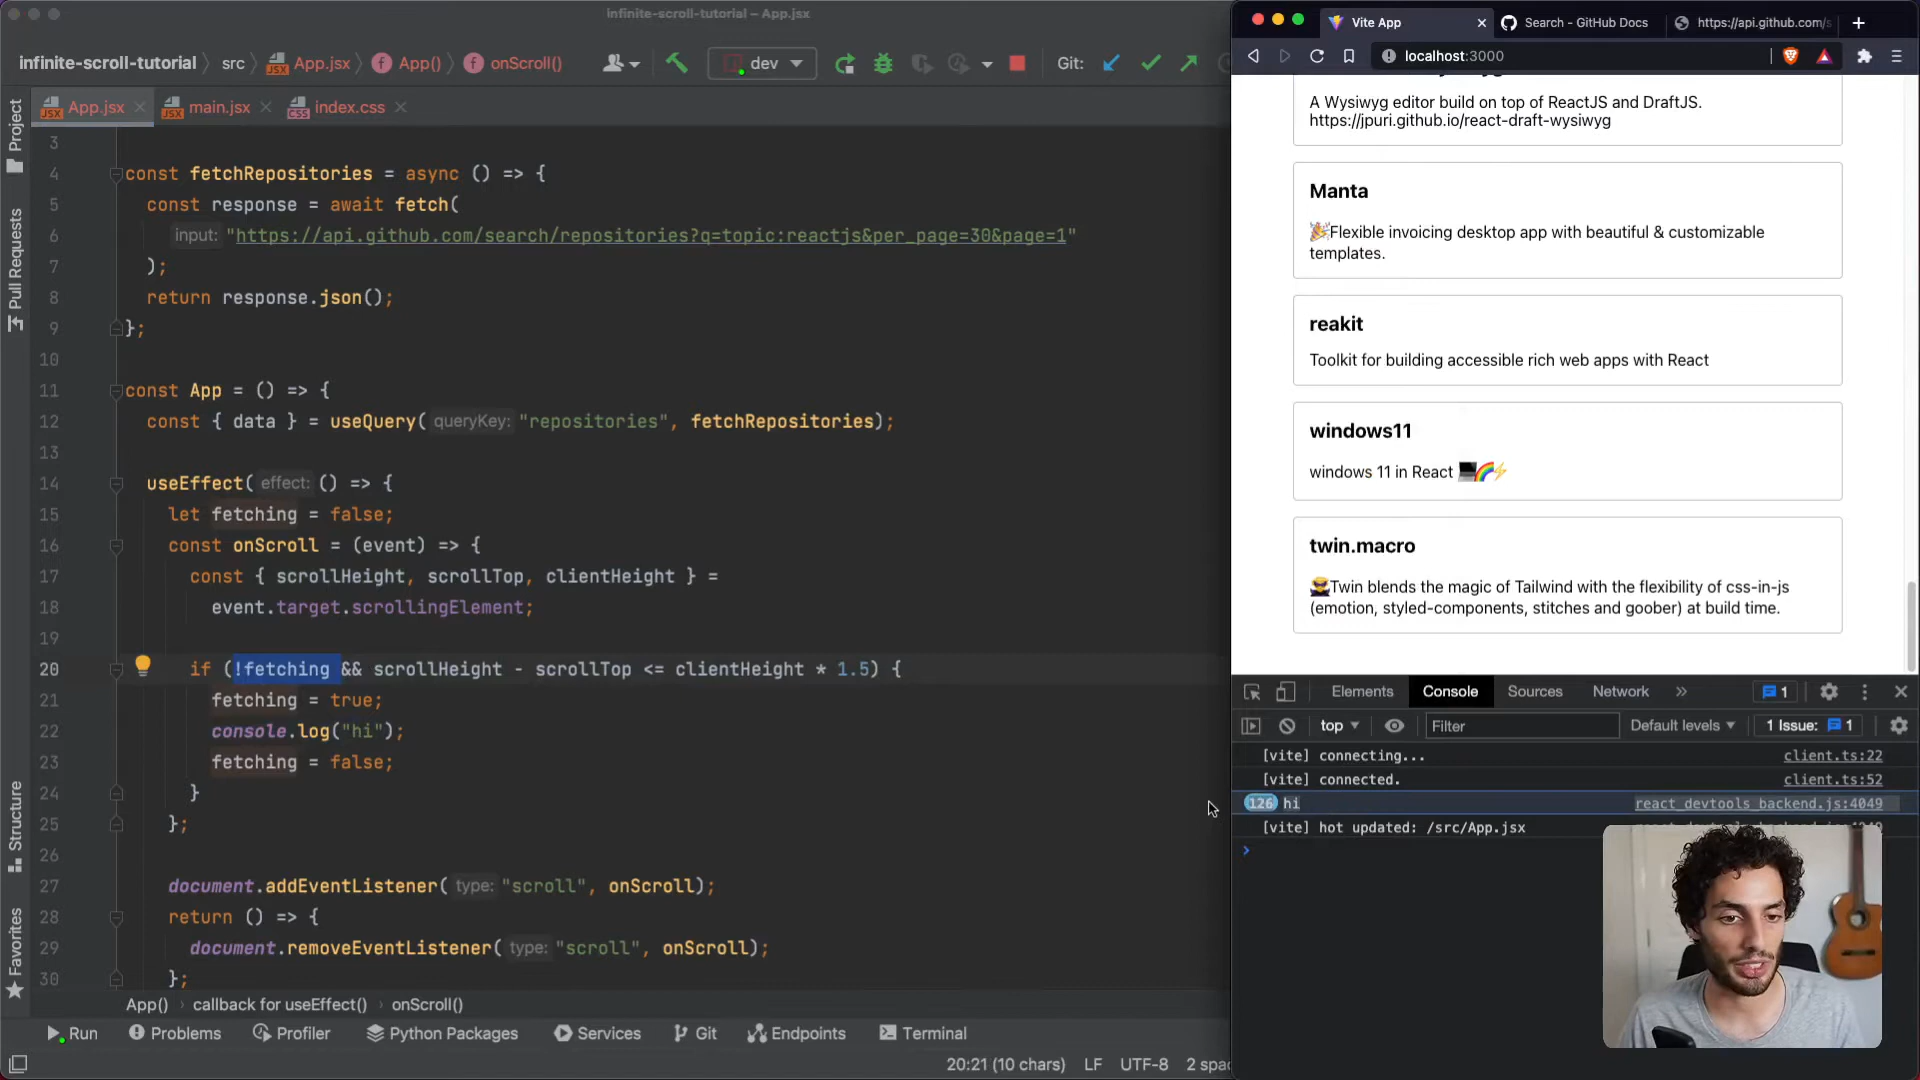 infinite-scroll-tutorial – App.jsx
infinite-scroll-tutorial
src
App.jsx
App()
onScroll()
dev
Git:
App.jsx
main.jsx
index.css
Project
Pull Requests
Structure
Favorites
3
4 const fetchRepositories = async () => {
5 const response = await fetch(
6 input: "https://api.github.com/search/repositories?q=topic:reactjs&per_page=30&page=1"
7 );
8 return response.json();
9 };
10
11 const App = () => {
12 const { data } = useQuery( queryKey: "repositories", fetchRepositories);
13
14 useEffect( effect: () => {
15 let fetching = false;
16 const onScroll = (event) => {
17 const { scrollHeight, scrollTop, clientHeight } =
18 event.target.scrollingElement;
19
20 if (!fetching && scrollHeight - scrollTop <= clientHeight * 1.5) {
21 fetching = true;
22 console.log("hi");
23 fetching = false;
24 }
25 };
26
27 document.addEventListener( type: "scroll", onScroll);
28 return () => {
29 document.removeEventListener( type: "scroll", onScroll);
30 };
App()
callback for useEffect()
onScroll()
Run
Problems
Profiler
Python Packages
Services
Git
Endpoints
Terminal
20:21 (10 chars)
LF
UTF-8
2 spac
Vite App
Search - GitHub Docs
https://api.github.com/s
localhost:3000
A Wysiwyg editor build on top of ReactJS and DraftJS.
https://jpuri.github.io/react-draft-wysiwyg
Manta
🎉Flexible invoicing desktop app with beautiful & customizable
templates.
reakit
Toolkit for building accessible rich web apps with React
windows11
windows 11 in React 💻🌈⚡
twin.macro
🦹‍♂️Twin blends the magic of Tailwind with the flexibility of css-in-js
(emotion, styled-components, stitches and goober) at build time.
Elements
Console
Sources
Network
»
1
top
Filter
Default levels
1 Issue:
1
[vite] connecting... client.ts:22
[vite] connected. client.ts:52
126 hi react_devtools_backend.js:4049
[vite] hot updated: /src/App.jsx